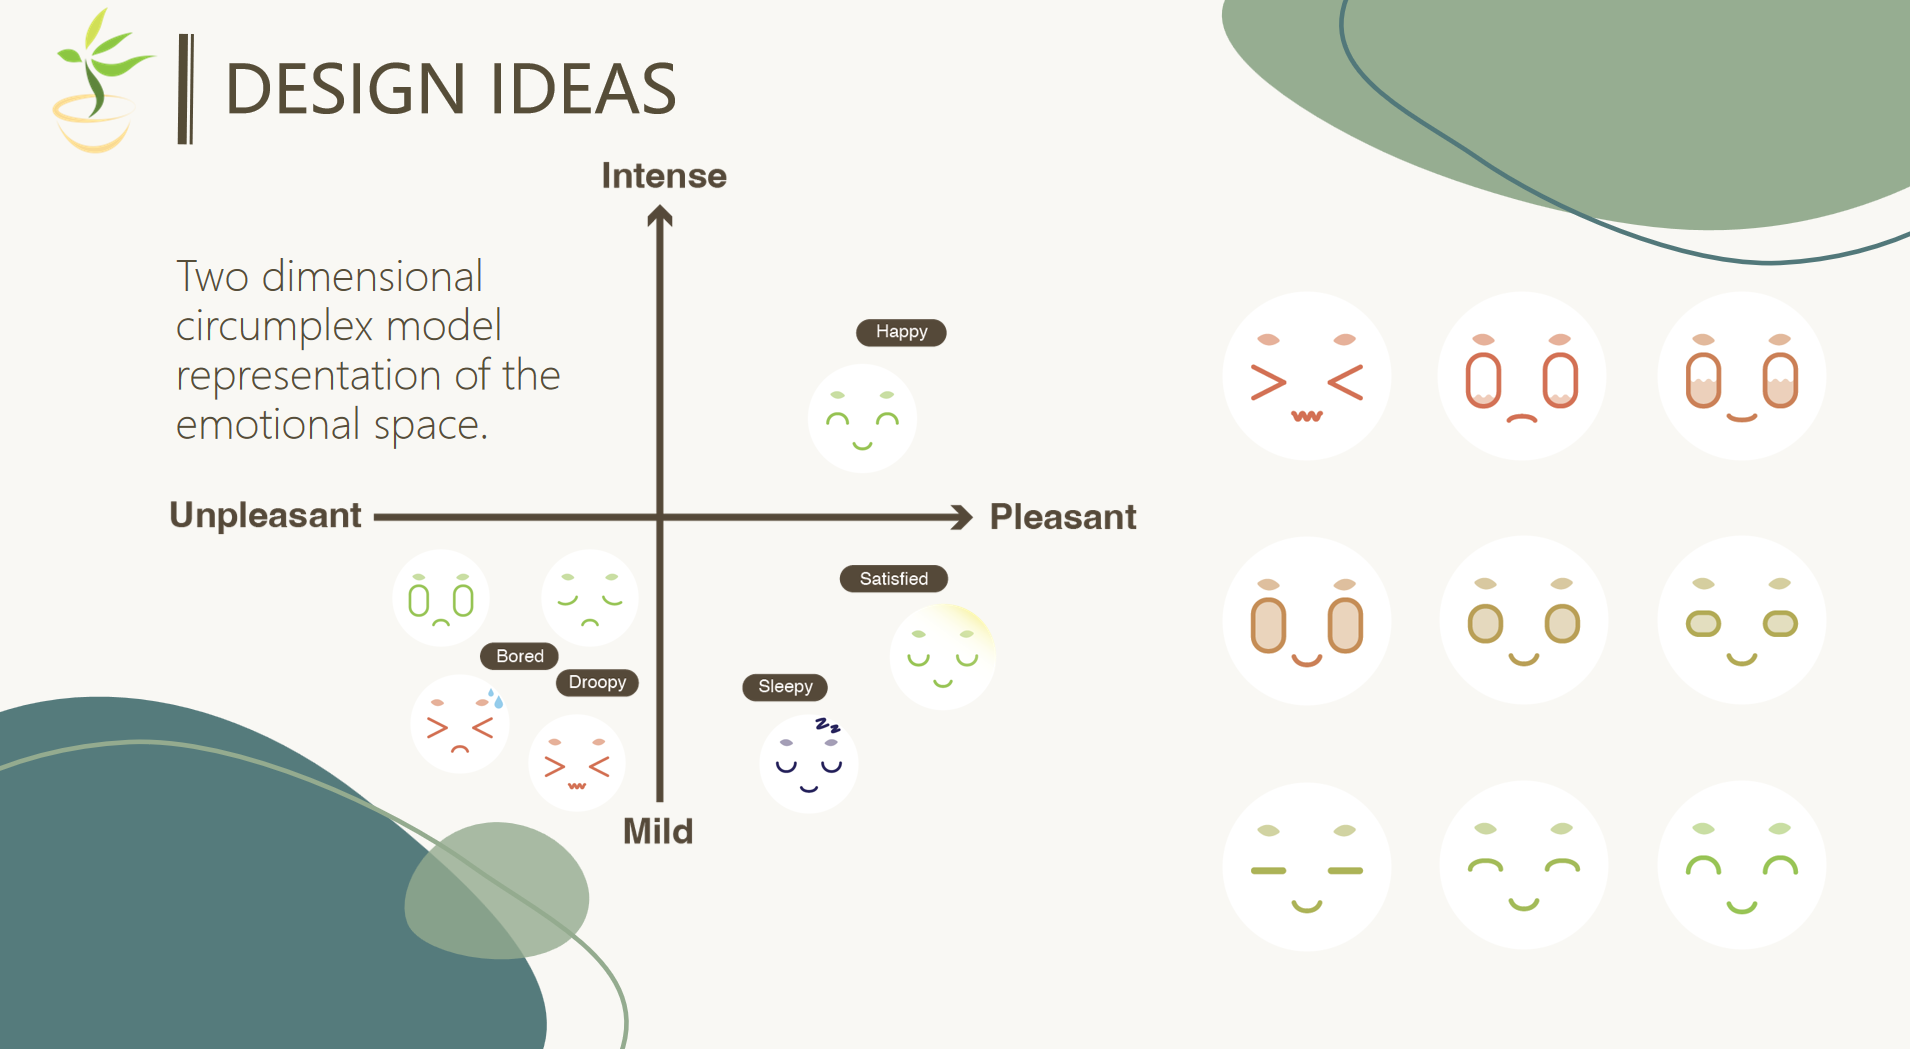 DESIGN IDEAS
Two dimensional
circumplex model
representation of the
emotional space.
Intense
Happy
Unpleasant
Pleasant
Satisfied
Bored
Droopy
Sleepy
zz
Mild